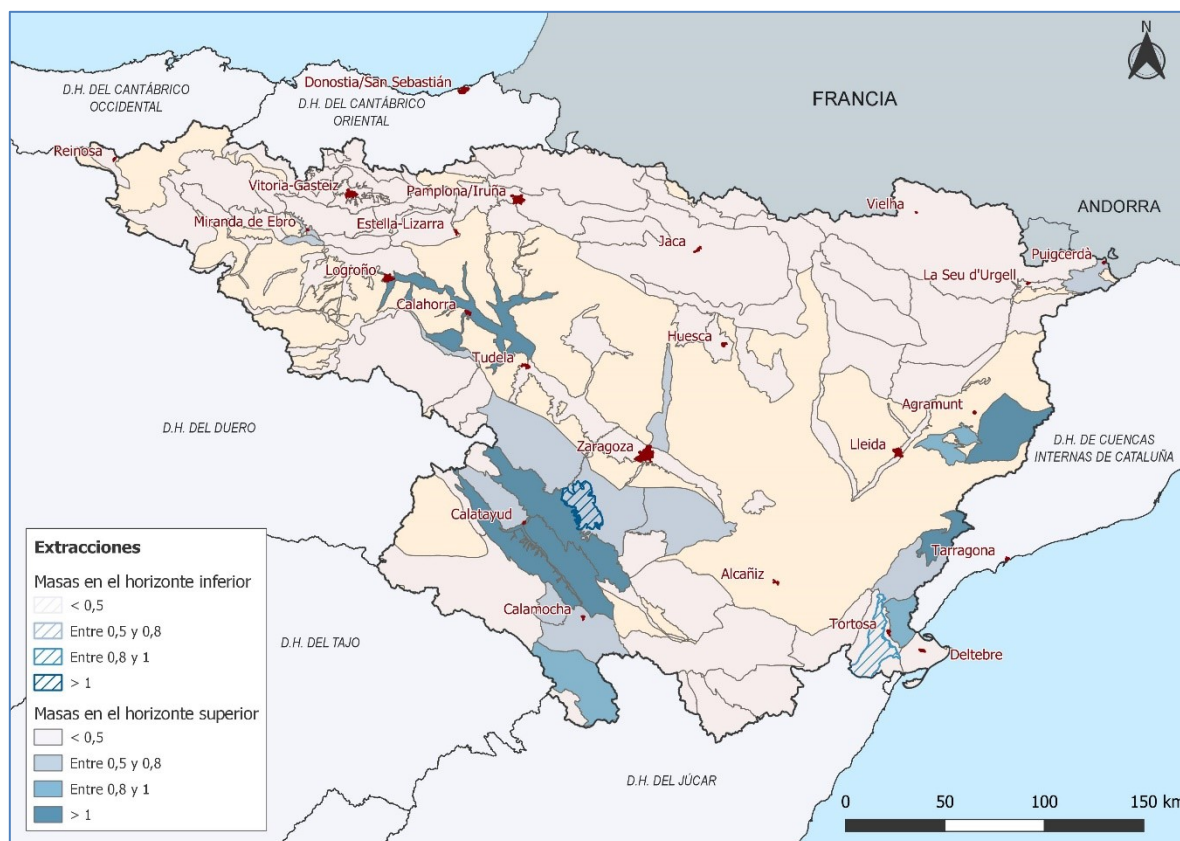 N
Donostia/San Sebastián
D.H. DEL CANTÁBRICO
OCCIDENTAL
D.H. DEL CANTÁBRICO
ORIENTAL
FRANCIA
Reinosa
Vitoria-Gasteiz
Pamplona/Iruña
Vielha
ANDORRA
Miranda de Ebro
Estella-Lizarra
Jaca
Puigcerdà
La Seu d'Urgell
Logroño
Calahorra
Huesca
Tudela
Agramunt
D.H. DEL DUERO
Zaragoza
Lleida
D.H. DE CUENCAS
INTERNAS DE CATALUÑA
Calatayud
Tarragona
Alcañiz
Calamocha
Tortosa
Deltebre
D.H. DEL TAJO
D.H. DEL JÚCAR
Extracciones
Masas en el horizonte inferior
< 0,5
Entre 0,5 y 0,8
Entre 0,8 y 1
> 1
Masas en el horizonte superior
< 0,5
Entre 0,5 y 0,8
Entre 0,8 y 1
> 1
0 50 100 150 km